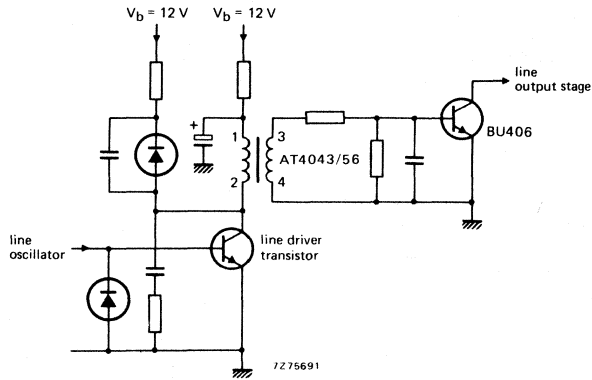 V_b = 12 V
V_b = 12 V
line
output stage
BU406
+
1
3
AT4043/56
2
4
line
oscillator
line driver
transistor
7Z75691